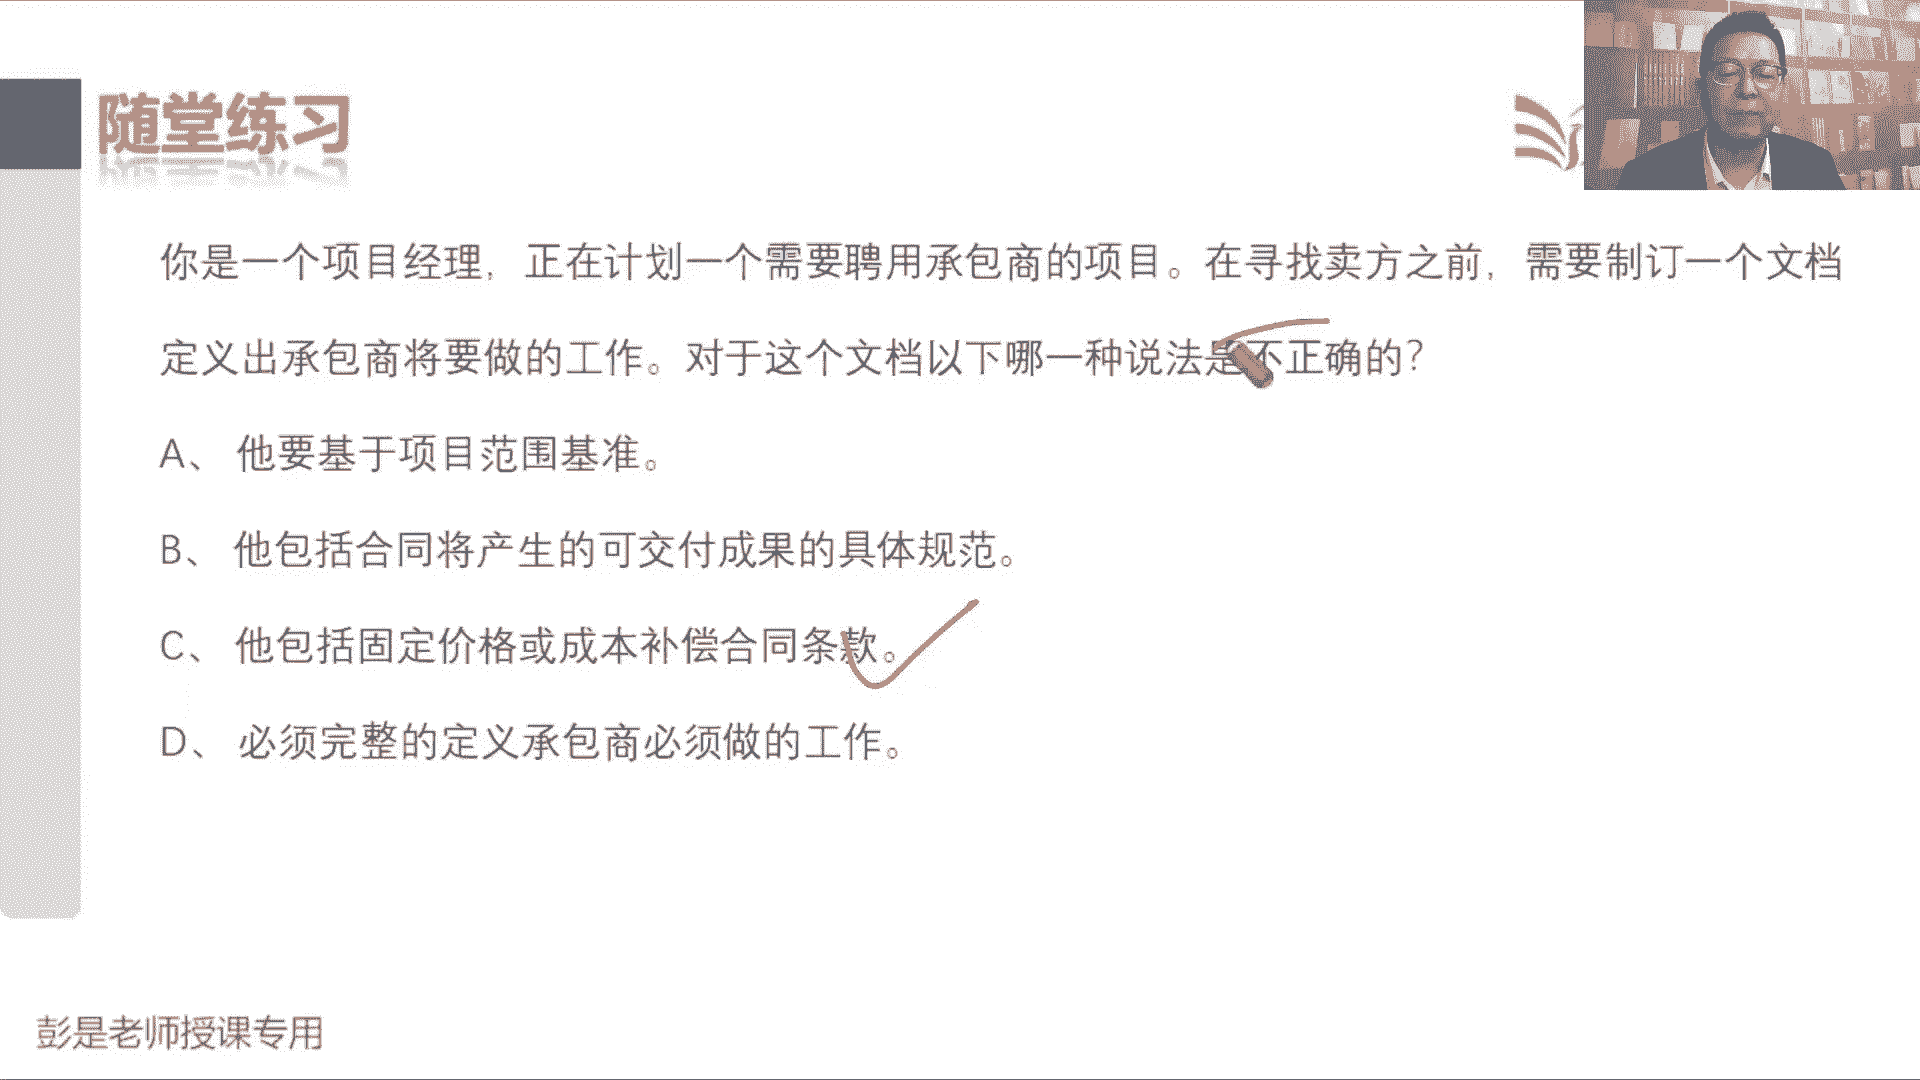 随堂练习
你是一个项目经理，正在计划一个需要聘用承包商的项目。在寻找卖方之前，需要制订一个文档
定义出承包商将要做的工作。对于这个文档以下哪一种说法是不正确的？
A、 他要基于项目范围基准。
B、 他包括合同将产生的可交付成果的具体规范。
C、 他包括固定价格或成本补偿合同条款。
D、 必须完整的定义承包商必须做的工作。
彭是老师授课专用